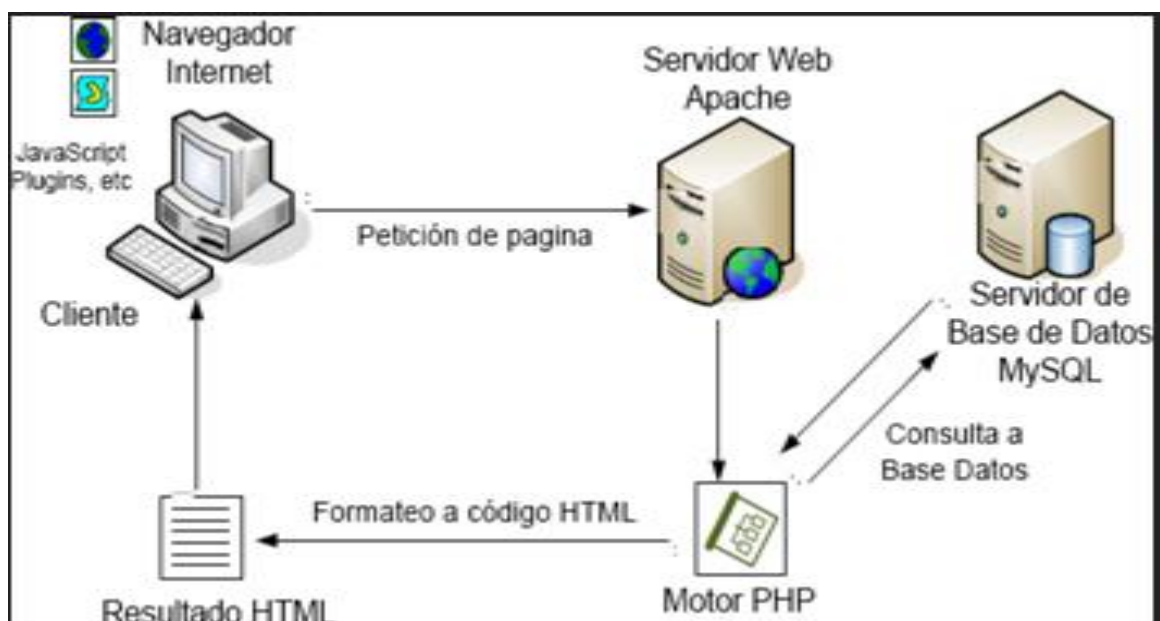 Navegador
Internet
JavaScript
Plugins, etc
Cliente
Petición de pagina
Servidor Web
Apache
Servidor de
Base de Datos
MySQL
Consulta a
Base Datos
Formateo a código HTML
Motor PHP
Resultado HTML